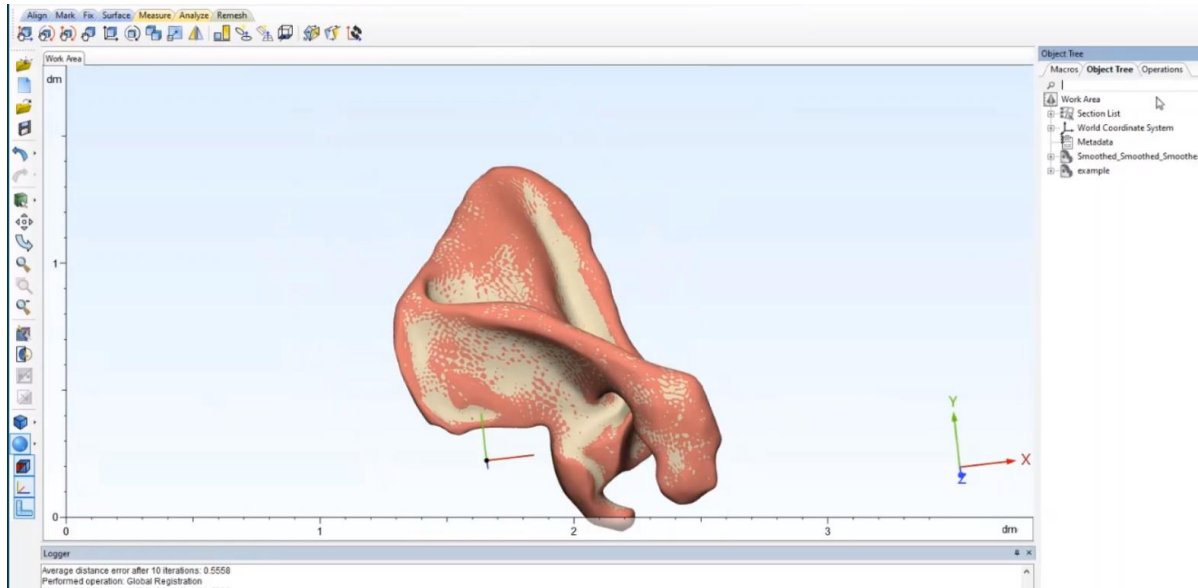 Align Mark Fix Surface Measure Analyze Remesh
Work Area
dm
1
0
0 1 2 3 dm
Y
X
Z
Object Tree
Macros Object Tree Operations
Work Area
Section List
World Coordinate System
Metadata
Smoothed_Smoothed_Smoothe
example
Logger
Average distance error after 10 iterations: 0.5558
Performed operation: Global Registration